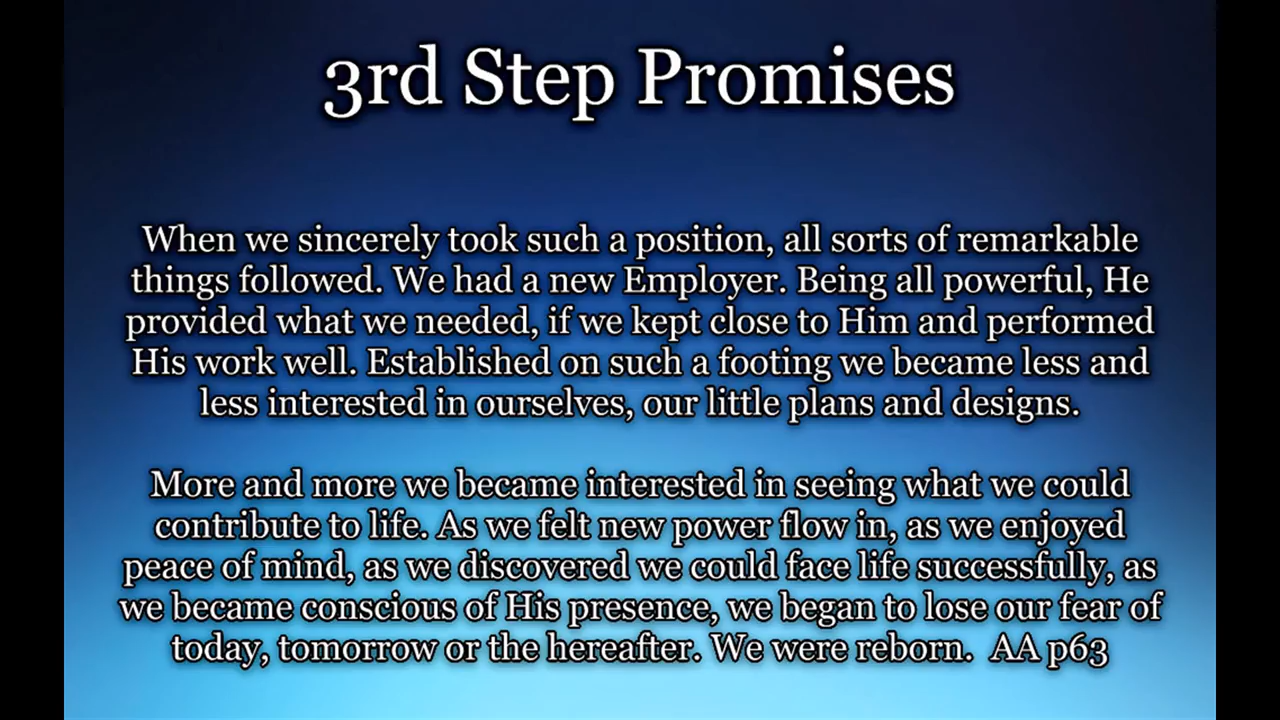 3rd Step Promises
When we sincerely took such a position, all sorts of remarkable
things followed. We had a new Employer. Being all powerful, He
provided what we needed, if we kept close to Him and performed
His work well. Established on such a footing we became less and
less interested in ourselves, our little plans and designs.
More and more we became interested in seeing what we could
contribute to life. As we felt new power flow in, as we enjoyed
peace of mind, as we discovered we could face life successfully, as
we became conscious of His presence, we began to lose our fear of
today, tomorrow or the hereafter. We were reborn.  AA p63